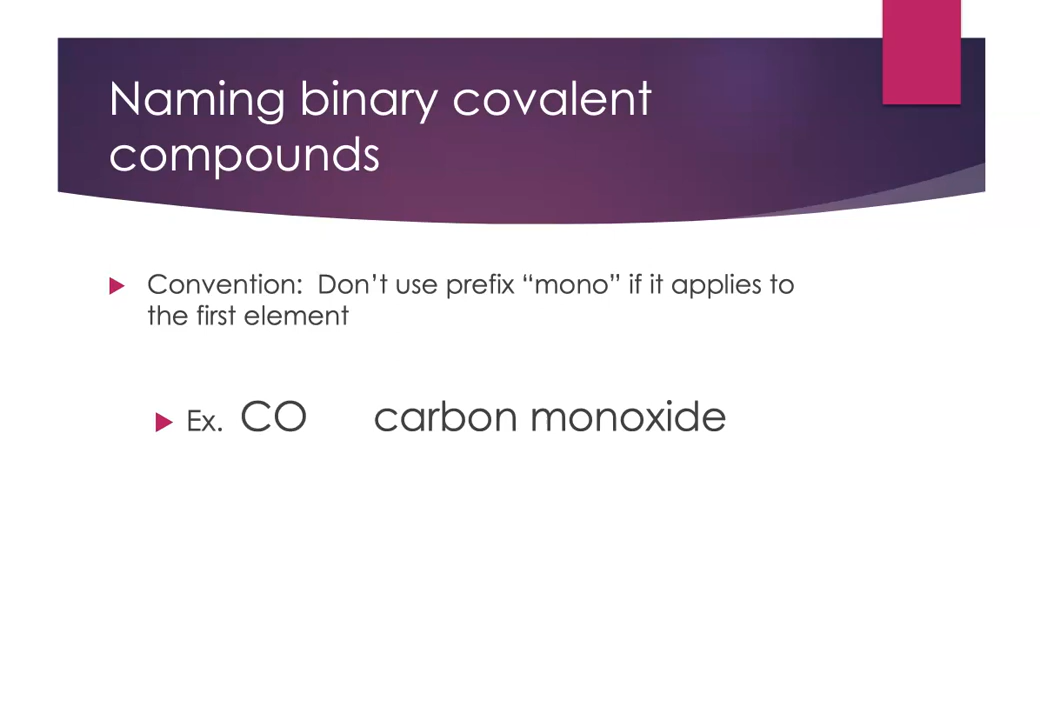 Naming binary covalent
compounds
Convention:  Don’t use prefix “mono” if it applies to
the first element
Ex.  CO     carbon monoxide